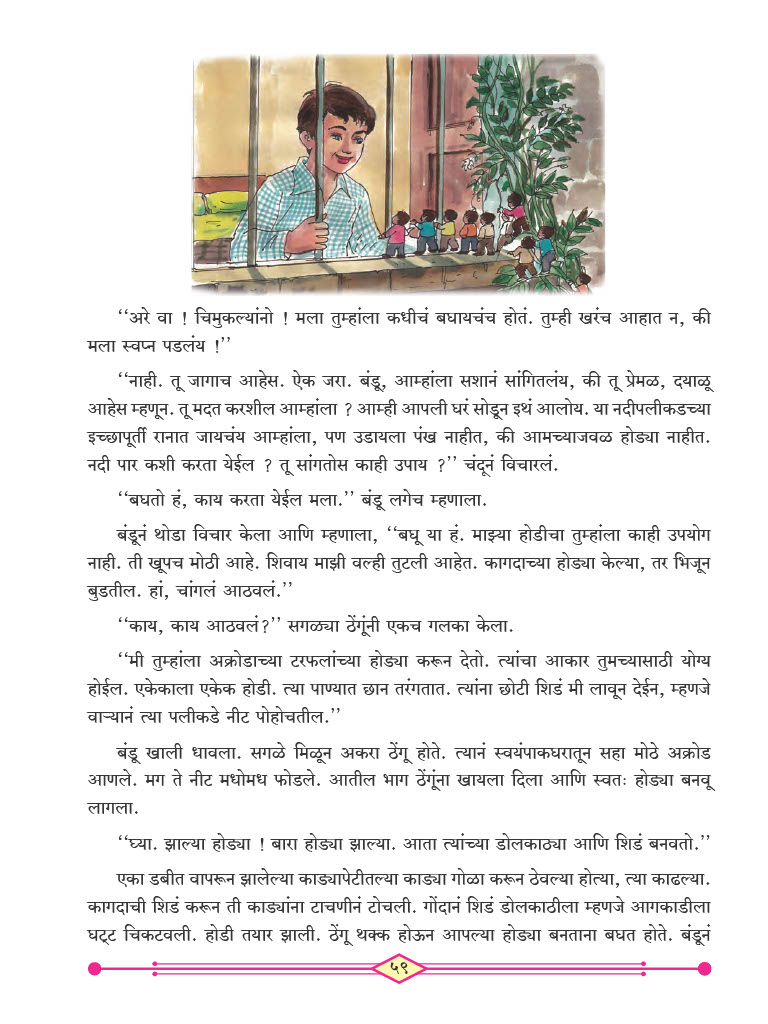 ‘‘अरे वा ! चिमुकल्यांनो ! मला तुम्हांला कधीचं बघायचंच होतं. तुम्ही खरंच आहात न, की
मला स्वप्न पडलंय !’’
‘‘नाही. तू जागाच आहेस. ऐक जरा. बंडू, आम्हांला सशानं सांगितलंय, की तू प्रेमळ, दयाळू
आहेस म्हणून. तू मदत करशील आम्हांला ? आम्ही आपली घरं सोडून इथं आलोय. या नदीपलीकडच्या
इच्छापूर्ती रानात जायचंय आम्हांला, पण उडायला पंख नाहीत, की आमच्याजवळ होड्या नाहीत.
नदी पार कशी करता येईल ? तू सांगतोस काही उपाय ?’’ चंदूनं विचारलं.
‘‘बघतो हं, काय करता येईल मला.’’ बंडू लगेच म्हणाला.
बंडूनं थोडा विचार केला आणि म्हणाला, ‘‘बघू या हं. माझ्या होडीचा तुम्हांला काही उपयोग
नाही. ती खूपच मोठी आहे. शिवाय माझी वल्ही तुटली आहेत. कागदाच्या होड्या केल्या, तर भिजून
बुडतील. हां, चांगलं आठवलं.’’
‘‘काय, काय आठवलं?’’ सगळ्या ठेंगूंनी एकच गलका केला.
‘‘मी तुम्हांला अक्रोडाच्या टरफलांच्या होड्या करून देतो. त्यांचा आकार तुमच्यासाठी योग्य
होईल. एकेकाला एकेक होडी. त्या पाण्यात छान तरंगतात. त्यांना छोटी शिडं मी लावून देईन, म्हणजे
वाऱ्यानं त्या पलीकडे नीट पोहोचतील.’’
बंडू खाली धावला. सगळे मिळून अकरा ठेंगू होते. त्यानं स्वयंपाकघरातून सहा मोठे अक्रोड
आणले. मग ते नीट मधोमध फोडले. आतील भाग ठेंगूंना खायला दिला आणि स्वतः होड्या बनवू
लागला.
‘‘घ्या. झाल्या होड्या ! बारा होड्या झाल्या. आता त्यांच्या डोलकाठ्या आणि शिडं बनवतो.’’
एका डबीत वापरून झालेल्या काड्यापेटीतल्या काड्या गोळा करून ठेवल्या होत्या, त्या काढल्या.
कागदाची शिडं करून ती काड्यांना टाचणीनं टोचली. गोंदानं शिडं डोलकाठीला म्हणजे आगकाडीला
घट्ट चिकटवली. होडी तयार झाली. ठेंगू थक्क होऊन आपल्या होड्या बनताना बघत होते. बंडूनं
५९